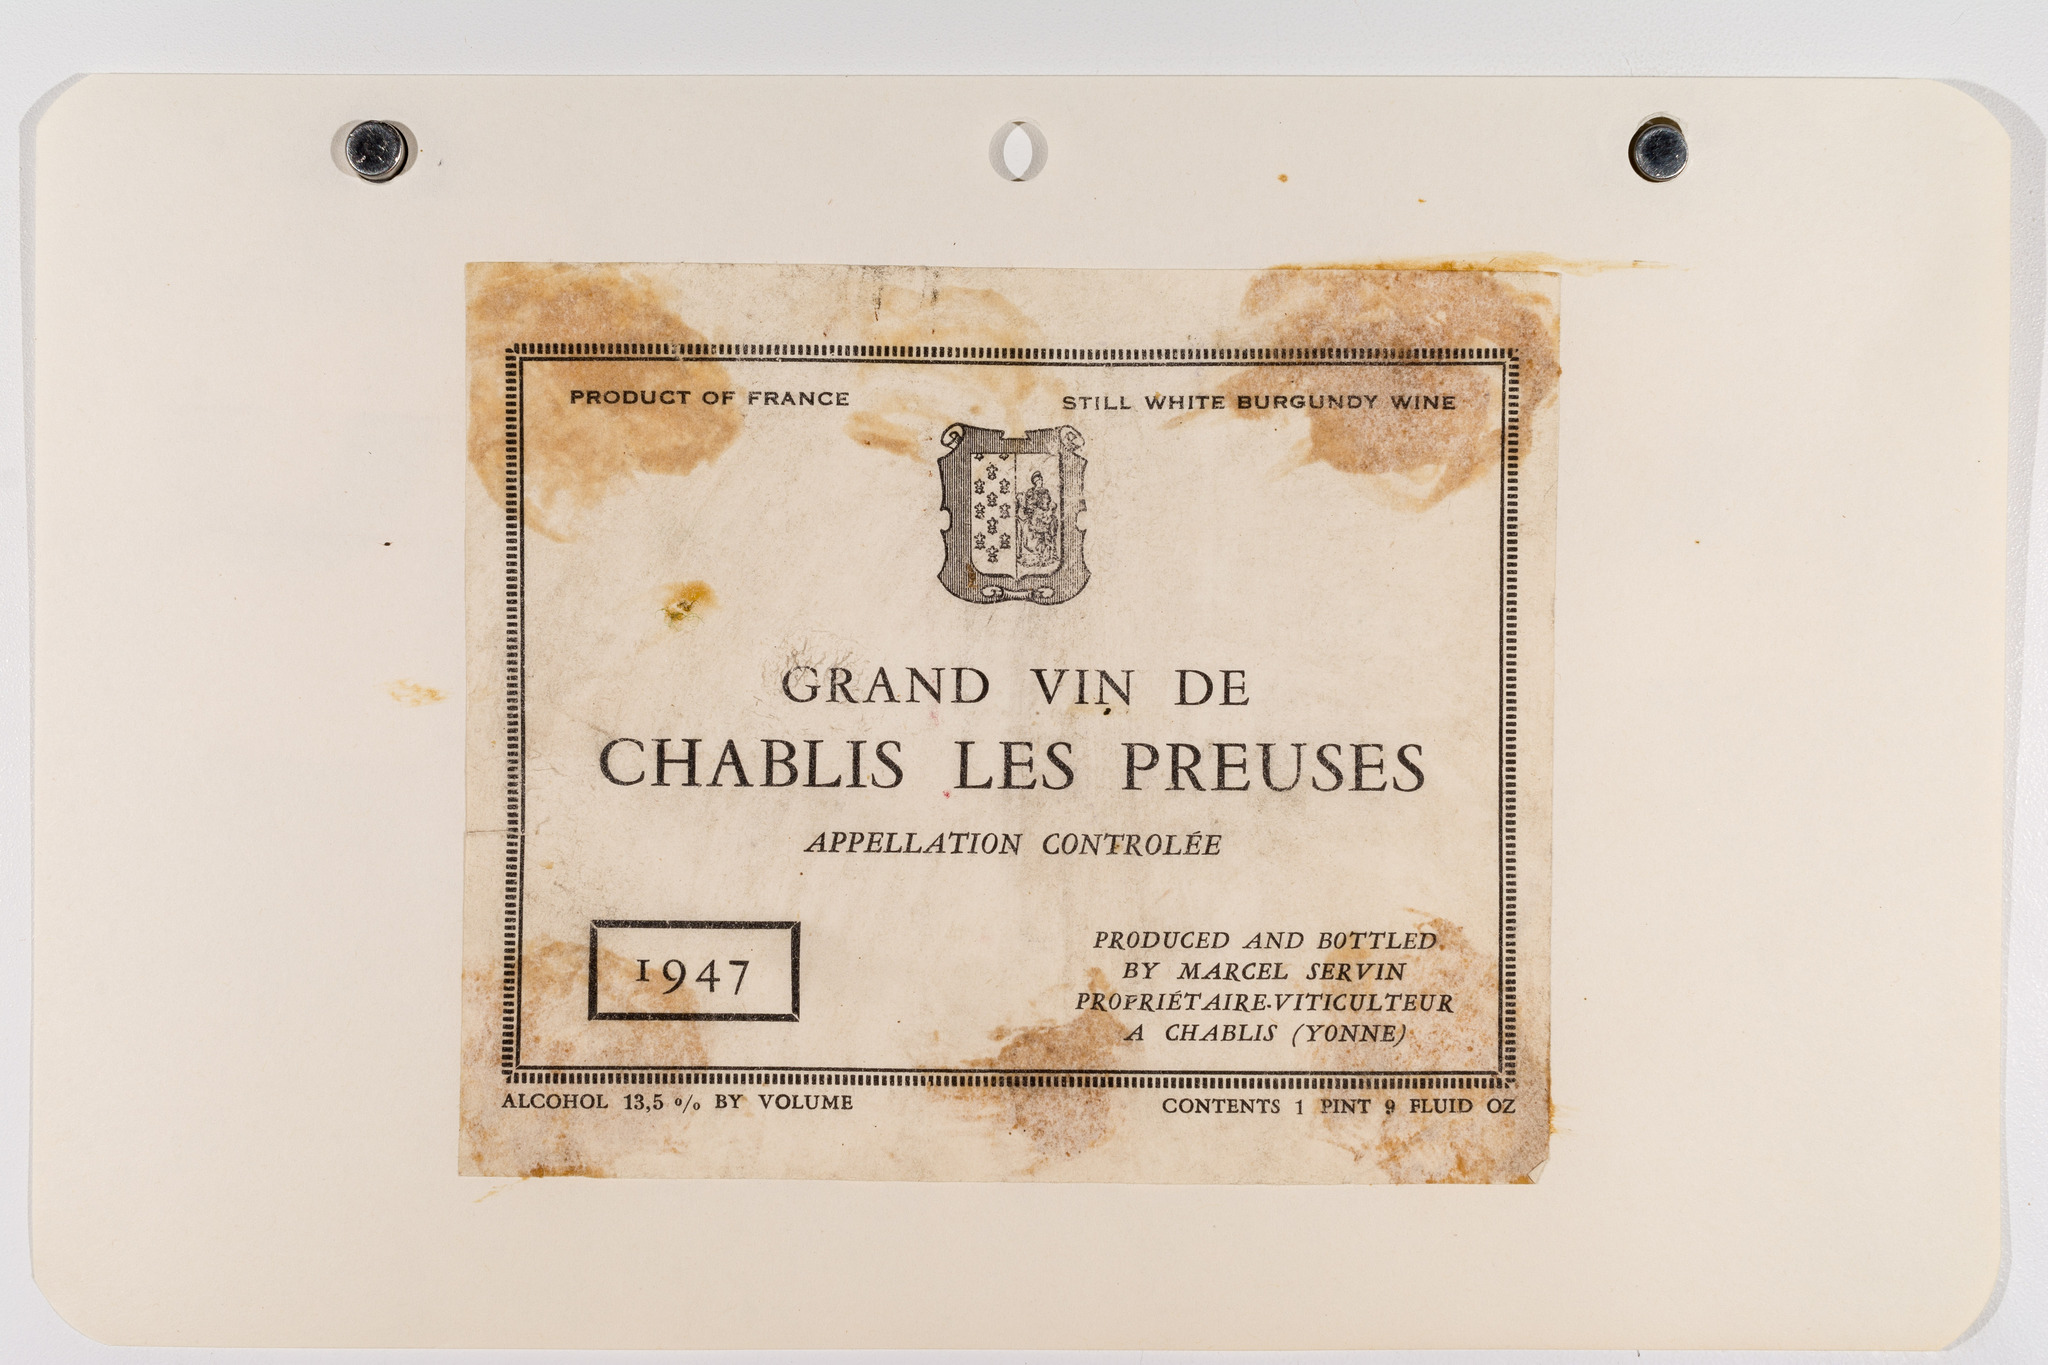 PRODUCT OF FRANCE
STILL WHITE BURGUNDY WINE
GRAND VIN DE
CHABLIS LES PREUSES
APPELLATION CONTROLÉE
1947
PRODUCED AND BOTTLED
BY MARCEL SERVIN
PROPRIÉTAIRE-VITICULTEUR
A CHABLIS (YONNE)
ALCOHOL 13,5 % BY VOLUME
CONTENTS 1 PINT 9 FLUID OZ